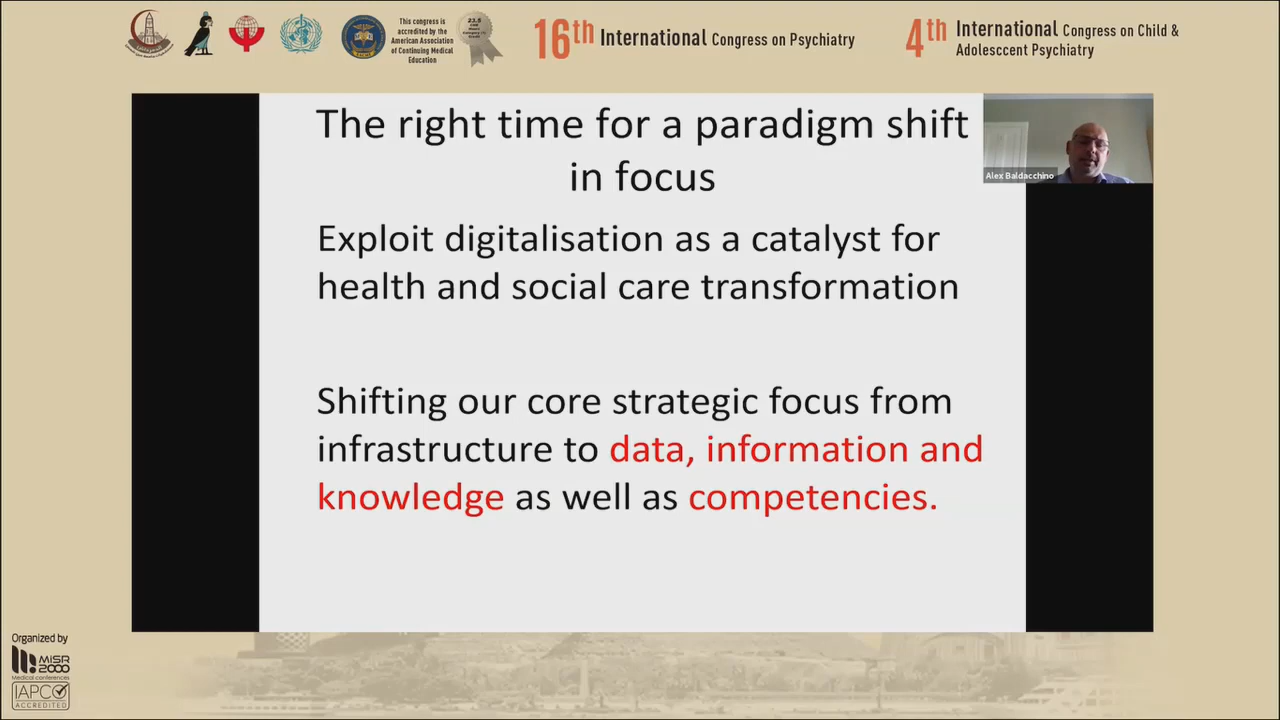 This congress is
accredited by the
American Association
of Continuing Medical
Education
23.5
16th International Congress on Psychiatry
4th International Congress on Child &
Adolesccent Psychiatry
The right time for a paradigm shift
in focus
Alex Baldacchino
Exploit digitalisation as a catalyst for
health and social care transformation
Shifting our core strategic focus from
infrastructure to data, information and
knowledge as well as competencies.
Organized by
MISR
2000
Medical conferences
IAPCO
ACCREDITED